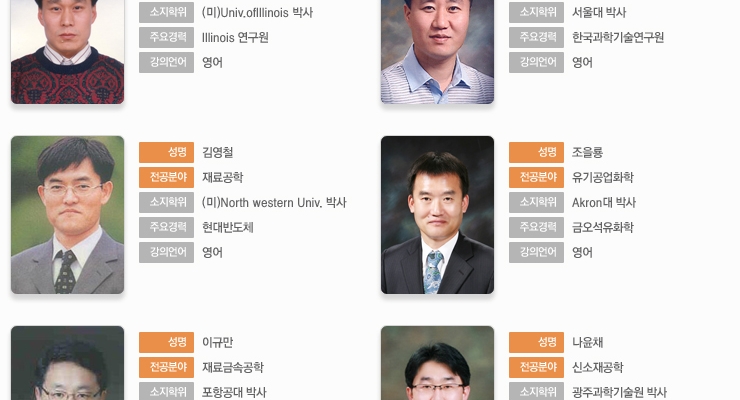 소지학위 (미)Univ.ofIllinois 박사
주요경력 Illinois 연구원
강의언어 영어
소지학위 서울대 박사
주요경력 한국과학기술연구원
강의언어 영어
성명 김영철
전공분야 재료공학
소지학위 (미)North western Univ. 박사
주요경력 현대반도체
강의언어 영어
성명 조을룡
전공분야 유기공업화학
소지학위 Akron대 박사
주요경력 금오석유화학
강의언어 영어
성명 이규만
전공분야 재료금속공학
소지학위 포항공대 박사
성명 나윤채
전공분야 신소재공학
소지학위 광주과학기술원 박사